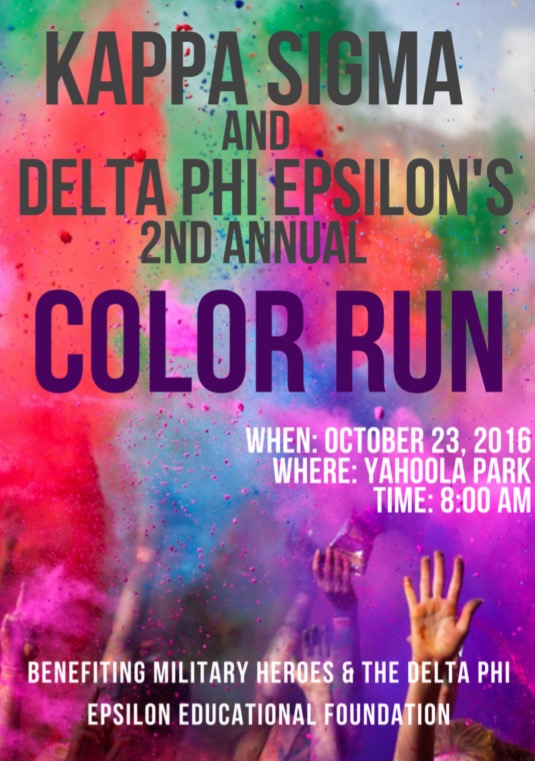 KAPPA SIGMA
AND
DELTA PHI EPSILON'S
2ND ANNUAL
COLOR RUN
WHEN: OCTOBER 23, 2016
WHERE: YAHOOLA PARK
TIME: 8:00 AM
BENEFITING MILITARY HEROES & THE DELTA PHI
EPSILON EDUCATIONAL FOUNDATION